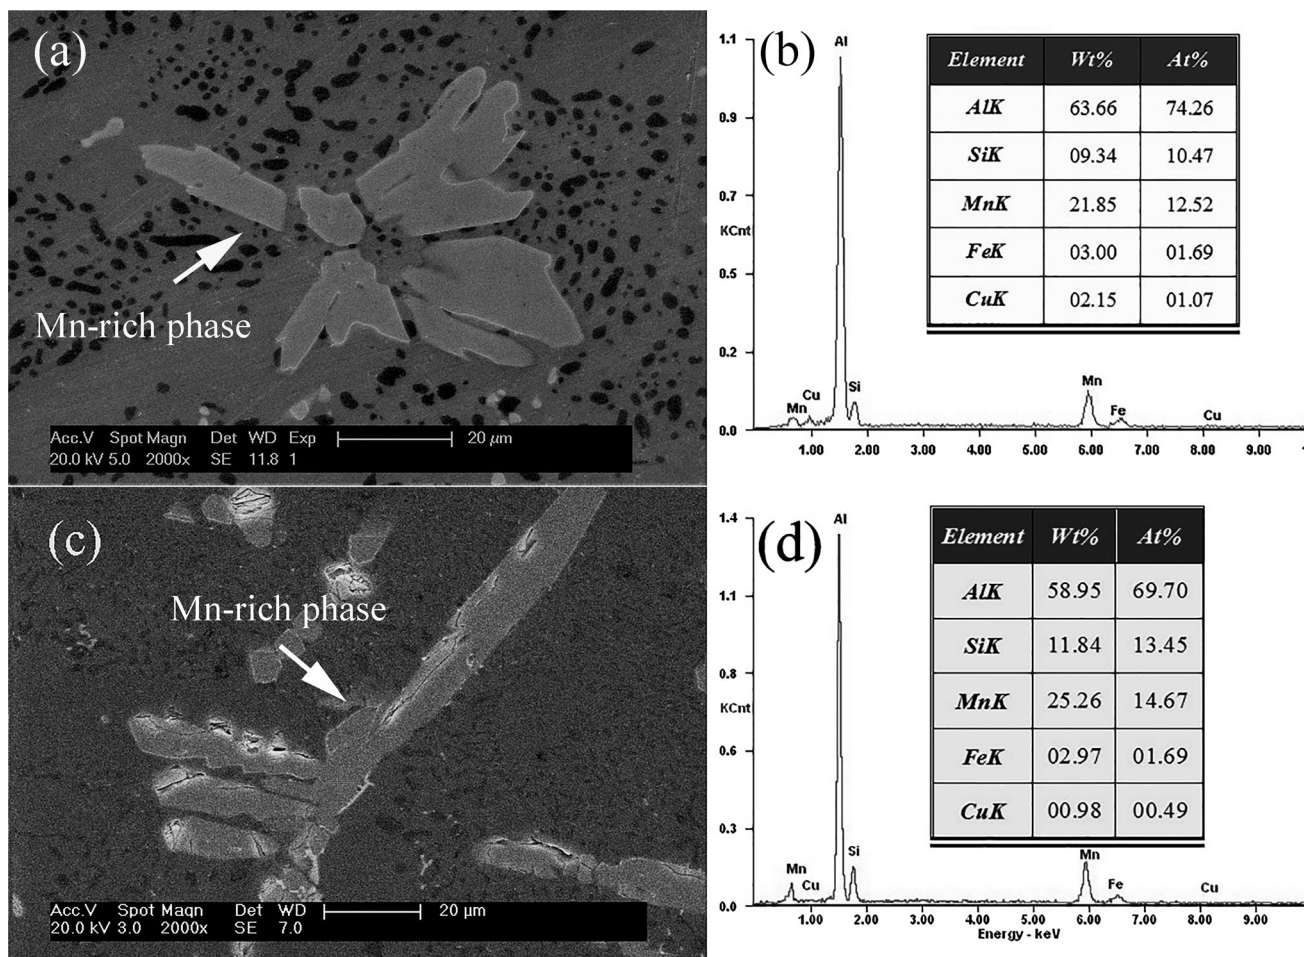 (a)
Mn-rich phase
Acc.V Spot Magn Det WD Exp 20 µm
20.0 kV 5.0 2000x SE 11.8 1
(b)
1.1
0.9
0.7
KCnt
0.5
0.2
0.0
Al
Cu
Mn
Si
Mn
Fe
Cu
1.00 2.00 3.00 4.00 5.00 6.00 7.00 8.00 9.00
Element Wt% At%
AlK 63.66 74.26
SiK 09.34 10.47
MnK 21.85 12.52
FeK 03.00 01.69
CuK 02.15 01.07
(c)
Mn-rich phase
Acc.V Spot Magn Det WD 20 µm
20.0 kV 3.0 2000x SE 7.0
(d)
1.4
1.1
0.8
KCnt
0.6
0.3
0.0
Al
Mn
Cu
Si
Mn
Fe
Cu
1.00 2.00 3.00 4.00 5.00 6.00 7.00 8.00 9.00
Energy - keV
Element Wt% At%
AlK 58.95 69.70
SiK 11.84 13.45
MnK 25.26 14.67
FeK 02.97 01.69
CuK 00.98 00.49